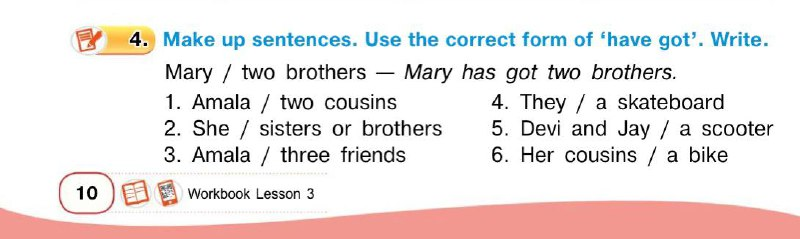 4. Make up sentences. Use the correct form of ‘have got’. Write.
Mary / two brothers — Mary has got two brothers.
1. Amala / two cousins
2. She / sisters or brothers
3. Amala / three friends
4. They / a skateboard
5. Devi and Jay / a scooter
6. Her cousins / a bike
10 Workbook Lesson 3